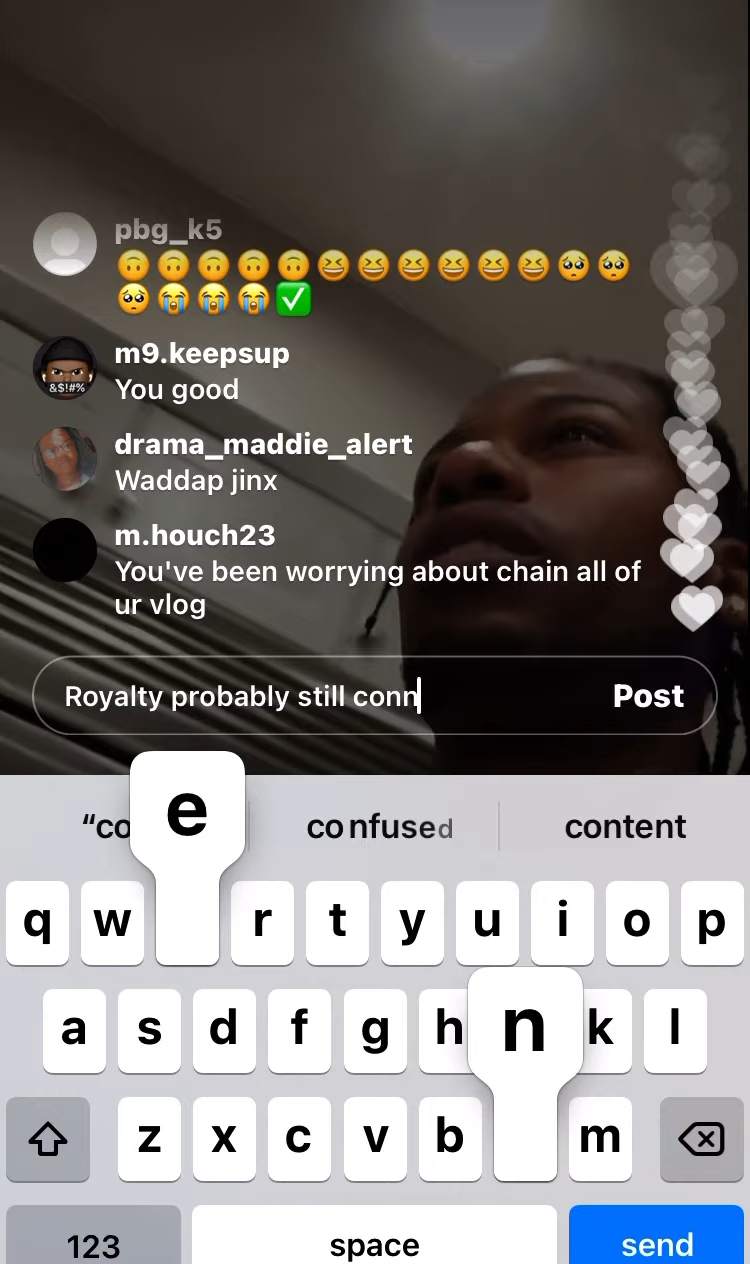 pbg_k5
🙃🙃🙃🙃🙃😆😆😆😆😆😆🥺🥺
🥺😭😭😭✅
m9.keepsup
&$!#%
You good
drama_maddie_alert
Waddap jinx
m.houch23
You've been worrying about chain all of
ur vlog
Royalty probably still conn
Post
“co
confused
content
e
q w r t y u i o p
a s d f g h n k l
z x c v b m
123
space
send